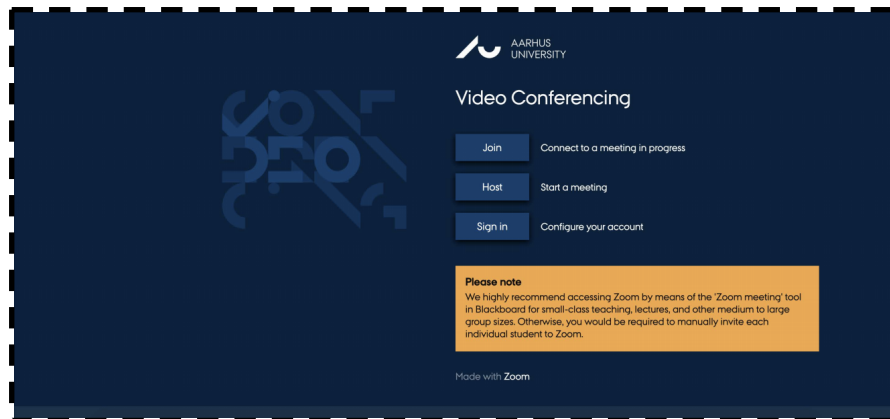 AARHUS
UNIVERSITY
Video Conferencing
Join Connect to a meeting in progress
Host Start a meeting
Sign in Configure your account
Please note
We highly recommend accessing Zoom by means of the 'Zoom meeting' tool
in Blackboard for small-class teaching, lectures, and other medium to large
group sizes. Otherwise, you would be required to manually invite each
individual student to Zoom.
Made with Zoom